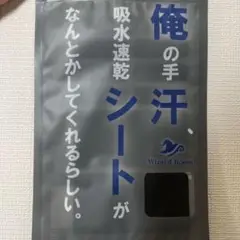 俺の手汗、
吸水速乾シートが
なんとかしてくれるらしい。